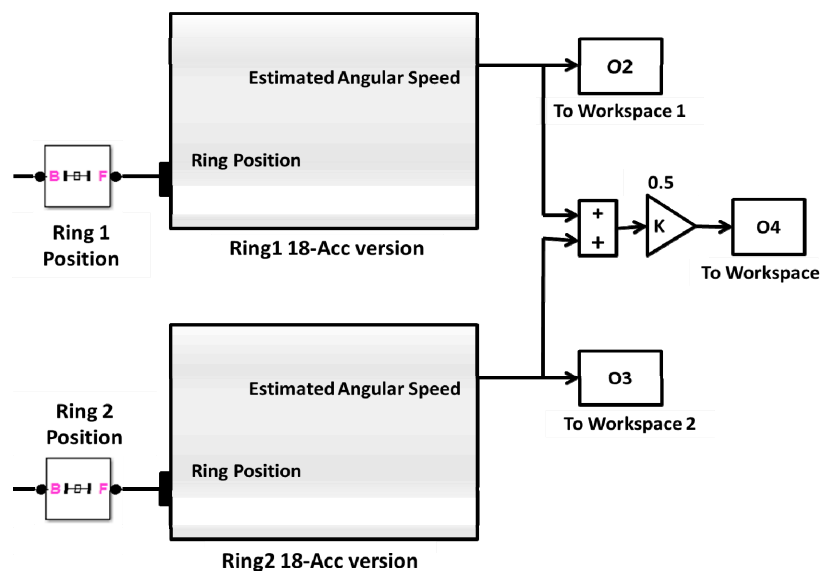 Estimated Angular Speed
O2
To Workspace 1
Ring Position
B F
Ring 1
Position
Ring1 18-Acc version
0.5
+
+
K
O4
To Workspace
Estimated Angular Speed
O3
To Workspace 2
Ring 2
Position
B F
Ring Position
Ring2 18-Acc version